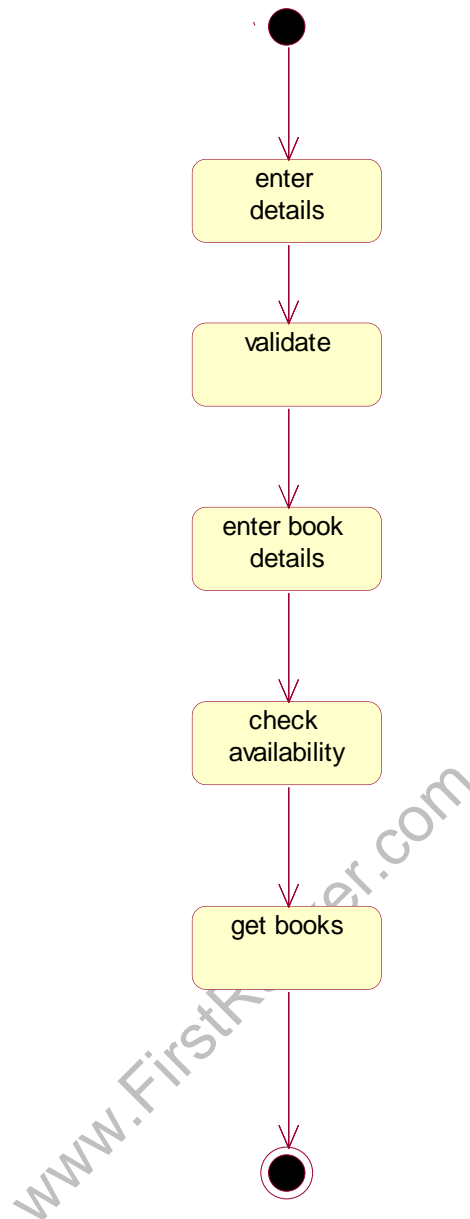 enter
details
validate
enter book
details
check
availability
get books